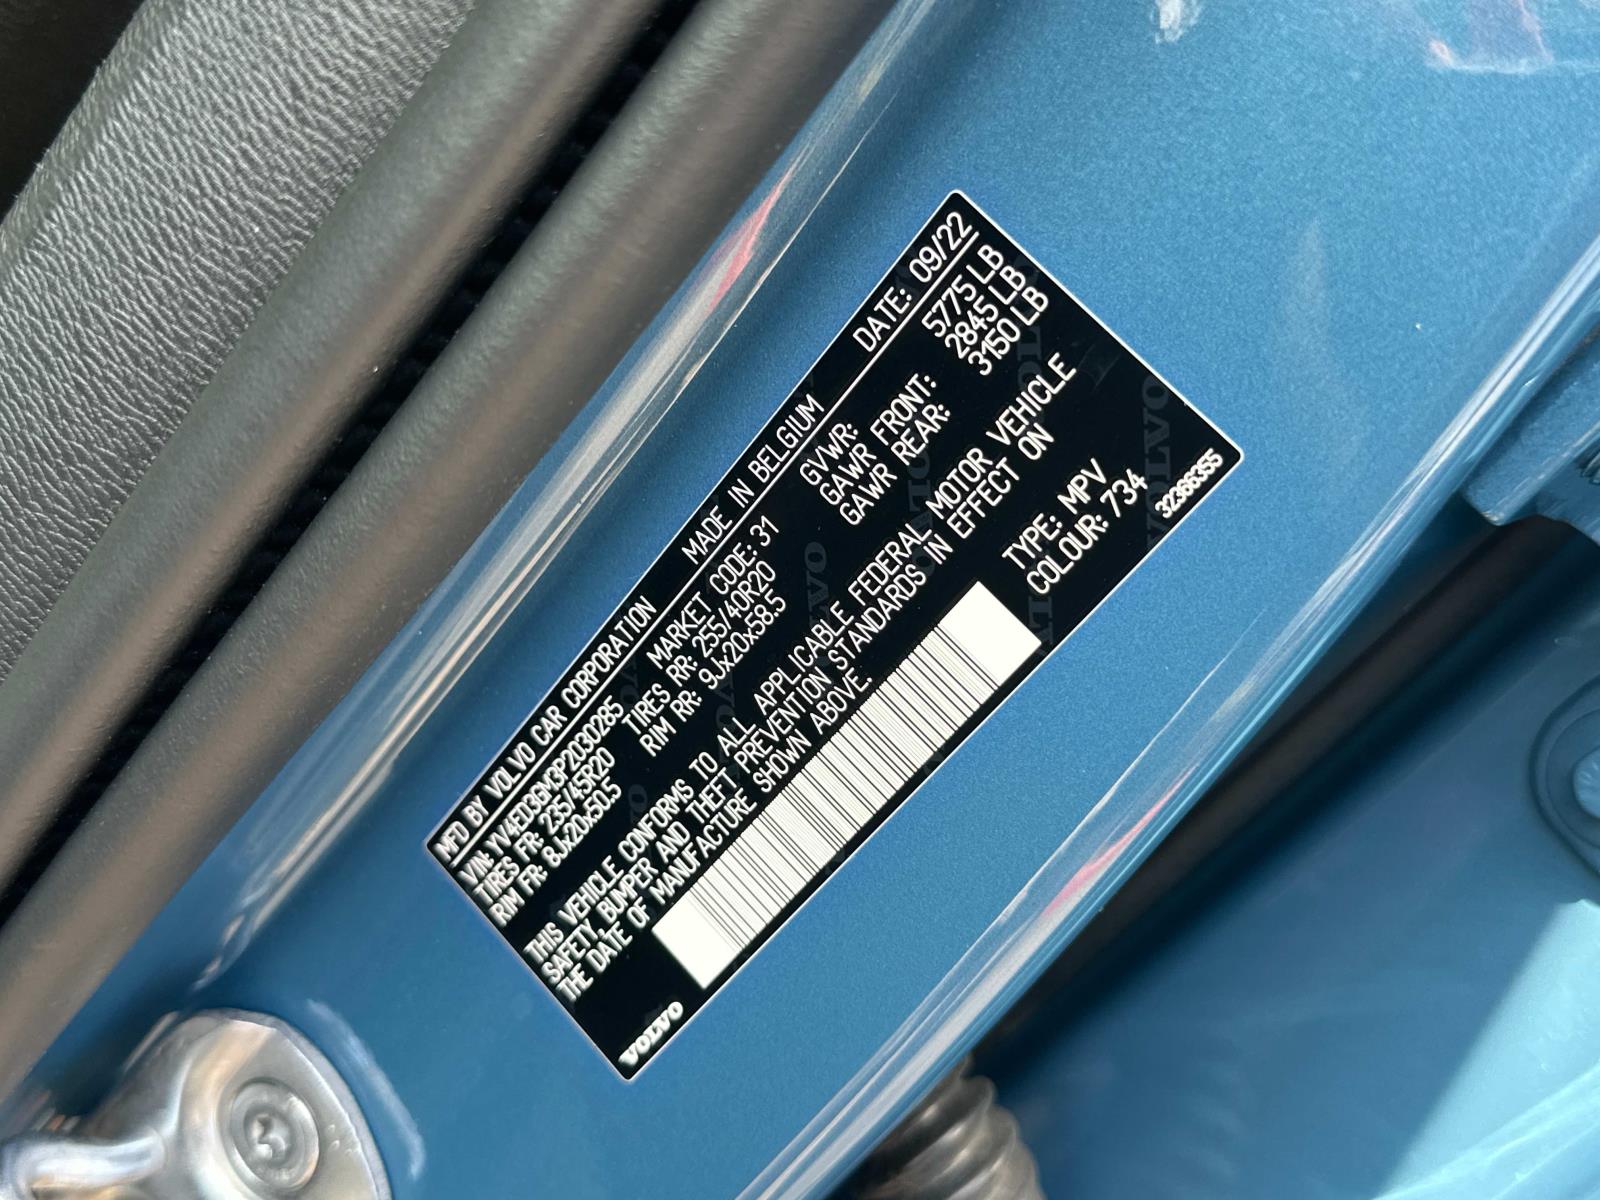 MFD BY VOLVO CAR CORPORATION MADE IN BELGIUM DATE: 09/22
VIN: YV4ED3GM3P2030285 MARKET CODE: 31 GVWR: 5775 LB
TIRES FR: 235/45R20 TIRES RR: 255/40R20 GAWR FRONT: 2845 LB
RIM FR: 8Jx20x50.5 RIM RR: 9Jx20x58.5 GAWR REAR: 3150 LB
THIS VEHICLE CONFORMS TO ALL APPLICABLE FEDERAL MOTOR VEHICLE
SAFETY, BUMPER AND THEFT PREVENTION STANDARDS IN EFFECT ON
THE DATE OF MANUFACTURE SHOWN ABOVE.
TYPE: MPV
COLOUR: 734
VOLVO 32366355